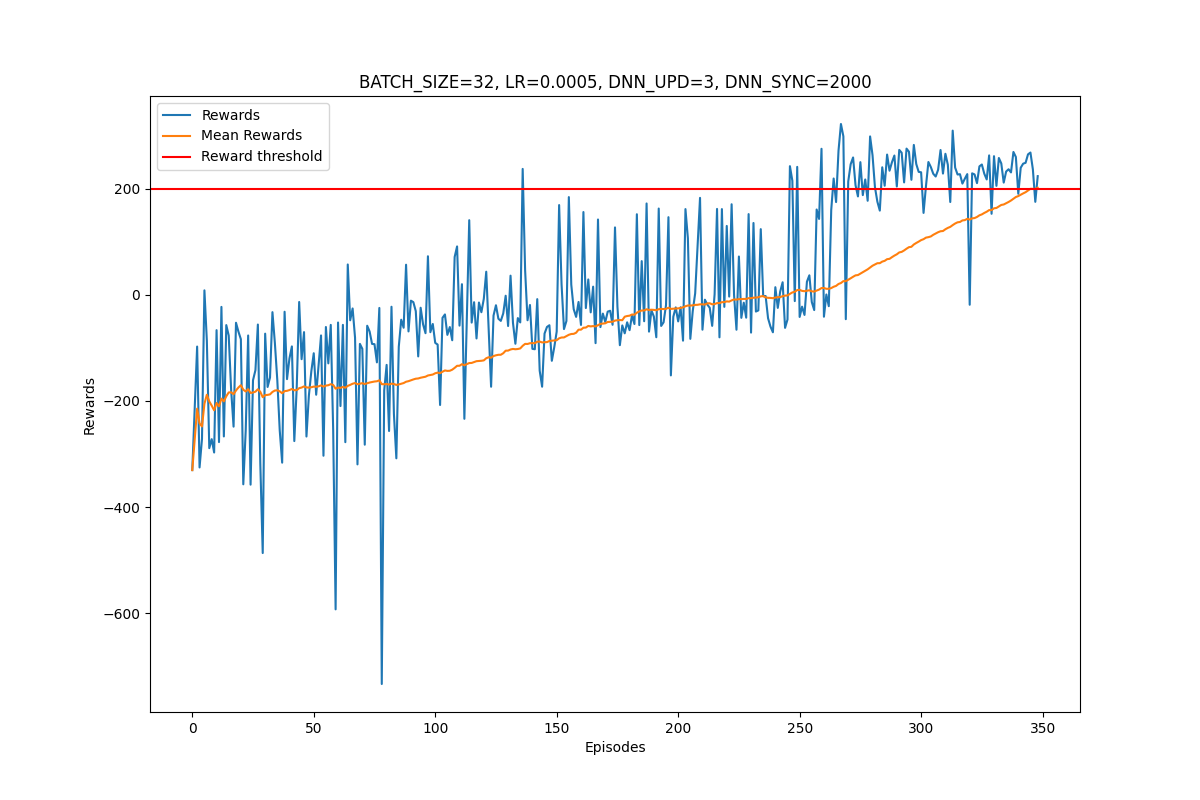 BATCH_SIZE=32, LR=0.0005, DNN_UPD=3, DNN_SYNC=2000
Rewards
Mean Rewards
Reward threshold
200
0
−200
−400
−600
Rewards
0
50
100
150
200
250
300
350
Episodes